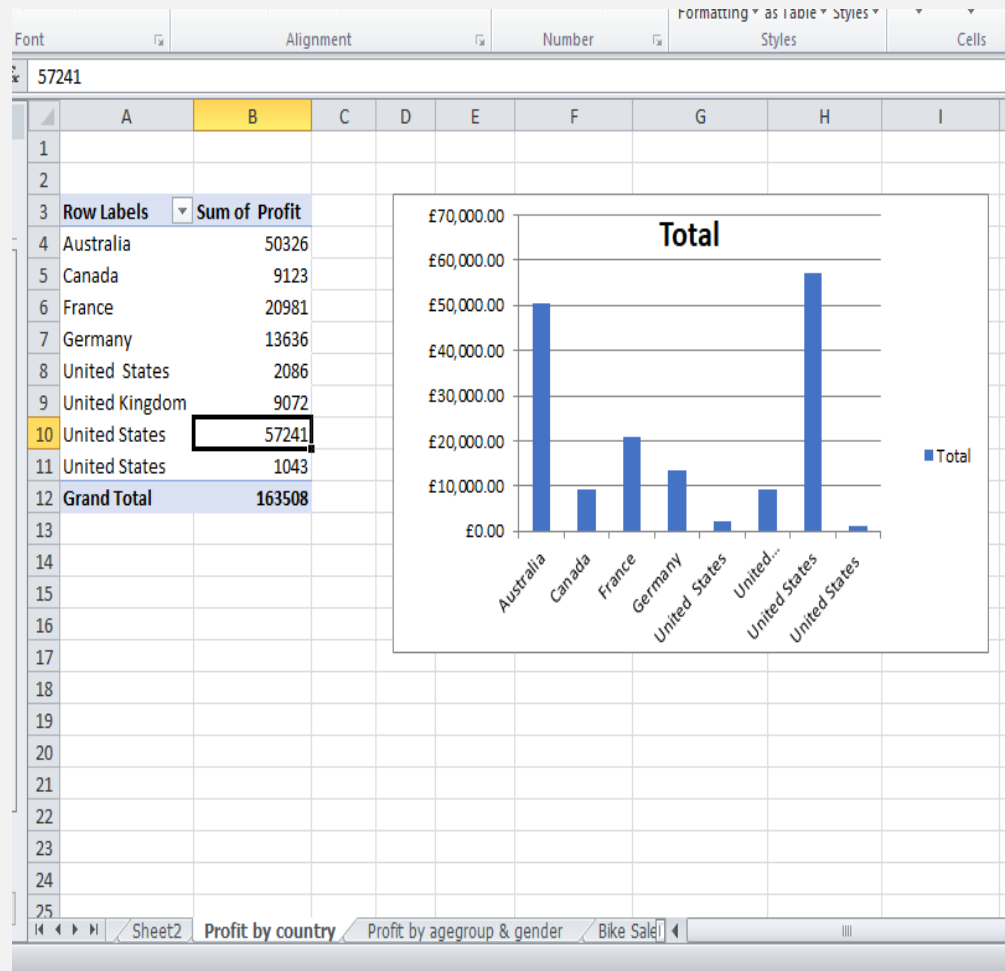 Formatting as Table Styles
Font Alignment Number Styles Cells
57241
A B C D E F G H I
1
2
3 Row Labels Sum of Profit
4 Australia 50326
5 Canada 9123
6 France 20981
7 Germany 13636
8 United  States 2086
9 United Kingdom 9072
10 United States 57241
11 United States 1043
12 Grand Total 163508
13
14
15
16
17
18
19
20
21
22
23
24
25
Total
£70,000.00
£60,000.00
£50,000.00
£40,000.00
£30,000.00
£20,000.00
£10,000.00
£0.00
Australia
Canada
France
Germany
United  States
United...
United States
United States
Total
Sheet2 Profit by country Profit by agegroup & gender Bike Sale